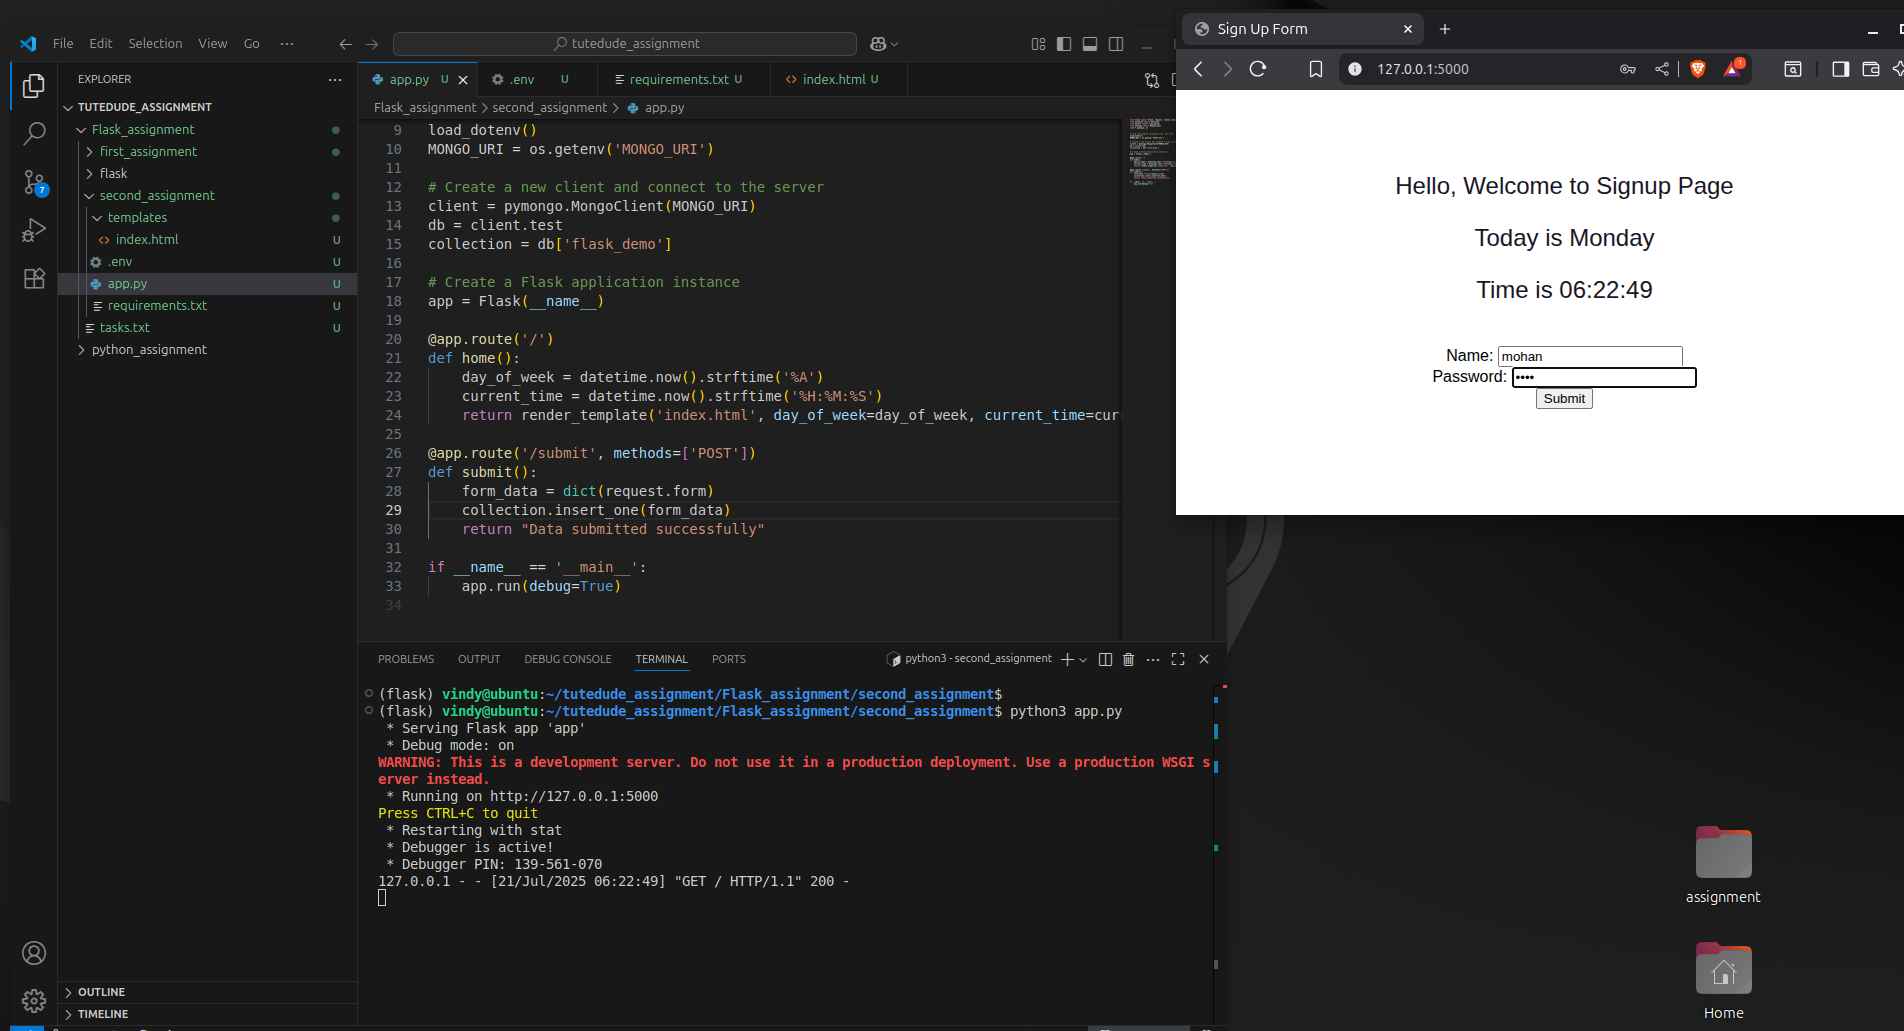 File Edit Selection View Go ···
tutedude_assignment
EXPLORER
TUTEDUDE_ASSIGNMENT
Flask_assignment
first_assignment
flask
second_assignment
templates
index.html U
.env U
app.py U
requirements.txt U
tasks.txt U
python_assignment
OUTLINE
TIMELINE
7
app.py U
.env U
requirements.txt U
index.html U
Flask_assignment > second_assignment > app.py
9 load_dotenv()
10 MONGO_URI = os.getenv('MONGO_URI')
11
12 # Create a new client and connect to the server
13 client = pymongo.MongoClient(MONGO_URI)
14 db = client.test
15 collection = db['flask_demo']
16
17 # Create a Flask application instance
18 app = Flask(__name__)
19
20 @app.route('/')
21 def home():
22     day_of_week = datetime.now().strftime('%A')
23     current_time = datetime.now().strftime('%H:%M:%S')
24     return render_template('index.html', day_of_week=day_of_week, current_time=cur
25
26 @app.route('/submit', methods=['POST'])
27 def submit():
28     form_data = dict(request.form)
29     collection.insert_one(form_data)
30     return "Data submitted successfully"
31
32 if __name__ == '__main__':
33     app.run(debug=True)
34
PROBLEMS OUTPUT DEBUG CONSOLE TERMINAL PORTS
python3 - second_assignment
(flask) vindy@ubuntu:~/tutedude_assignment/Flask_assignment/second_assignment$
(flask) vindy@ubuntu:~/tutedude_assignment/Flask_assignment/second_assignment$ python3 app.py
 * Serving Flask app 'app'
 * Debug mode: on
WARNING: This is a development server. Do not use it in a production deployment. Use a production WSGI s
erver instead.
 * Running on http://127.0.0.1:5000
Press CTRL+C to quit
 * Restarting with stat
 * Debugger is active!
 * Debugger PIN: 139-561-070
127.0.0.1 - - [21/Jul/2025 06:22:49] "GET / HTTP/1.1" 200 -
Sign Up Form
127.0.0.1:5000
1
Hello, Welcome to Signup Page
Today is Monday
Time is 06:22:49
Name: mohan
Password: ••••
Submit
assignment
Home